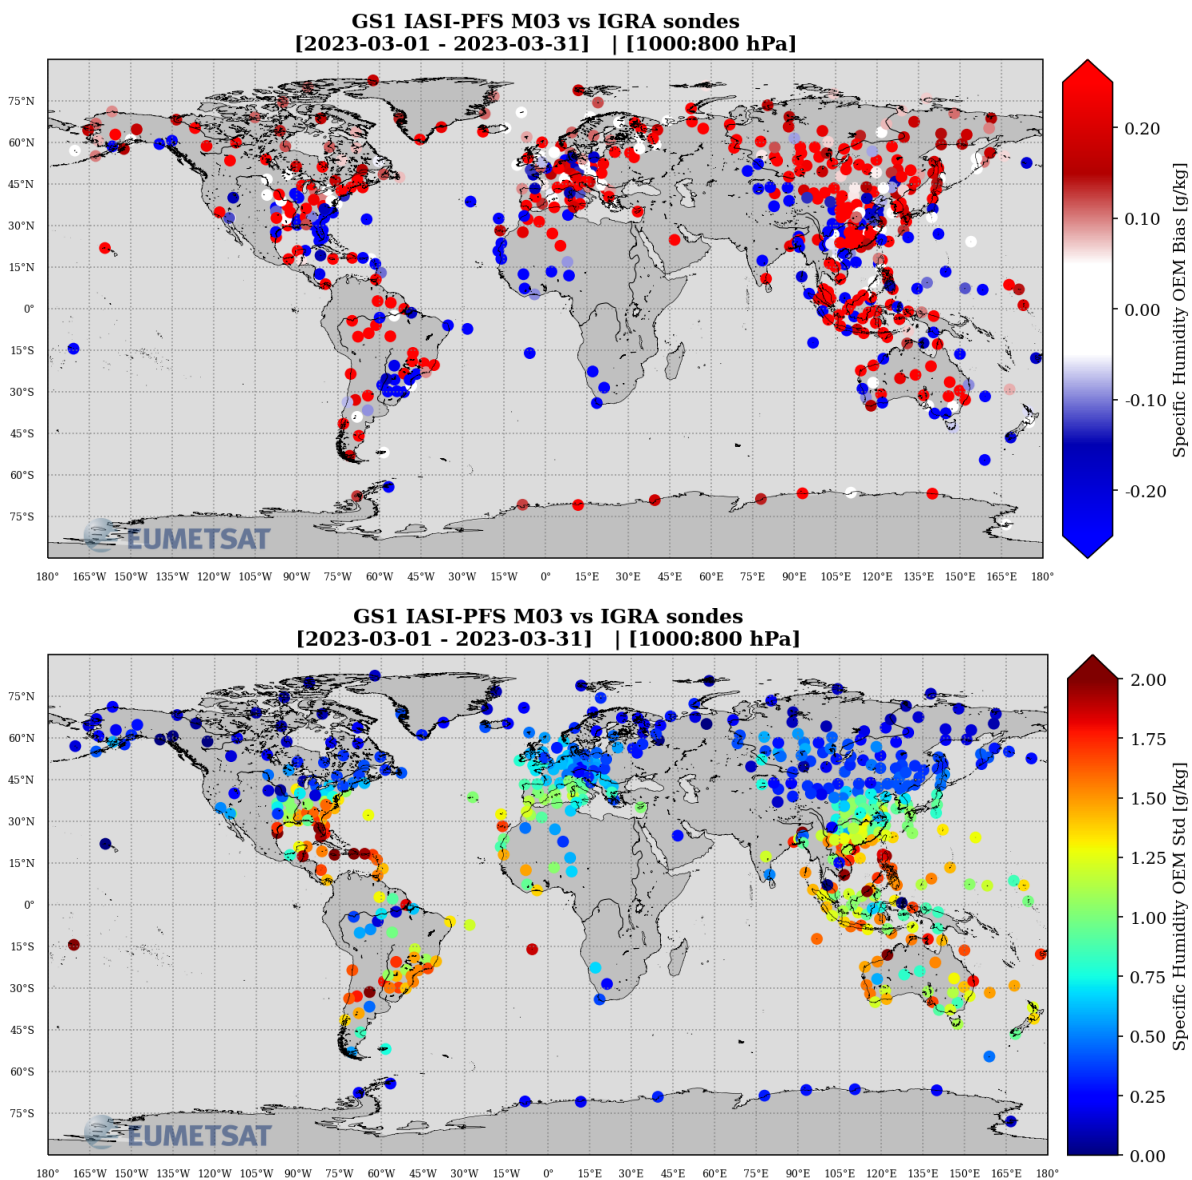 GS1 IASI-PFS M03 vs IGRA sondes
[2023-03-01 - 2023-03-31]   | [1000:800 hPa]
75°N
60°N
45°N
30°N
15°N
0°
15°S
30°S
45°S
60°S
75°S
EUMETSAT
180° 165°W 150°W 135°W 120°W 105°W 90°W 75°W 60°W 45°W 30°W 15°W 0° 15°E 30°E 45°E 60°E 75°E 90°E 105°E 120°E 135°E 150°E 165°E 180°
0.20
0.10
0.00
-0.10
-0.20
Specific Humidity OEM Bias [g/kg]
GS1 IASI-PFS M03 vs IGRA sondes
[2023-03-01 - 2023-03-31]   | [1000:800 hPa]
75°N
60°N
45°N
30°N
15°N
0°
15°S
30°S
45°S
60°S
75°S
EUMETSAT
180° 165°W 150°W 135°W 120°W 105°W 90°W 75°W 60°W 45°W 30°W 15°W 0° 15°E 30°E 45°E 60°E 75°E 90°E 105°E 120°E 135°E 150°E 165°E 180°
2.00
1.75
1.50
1.25
1.00
0.75
0.50
0.25
0.00
Specific Humidity OEM Std [g/kg]